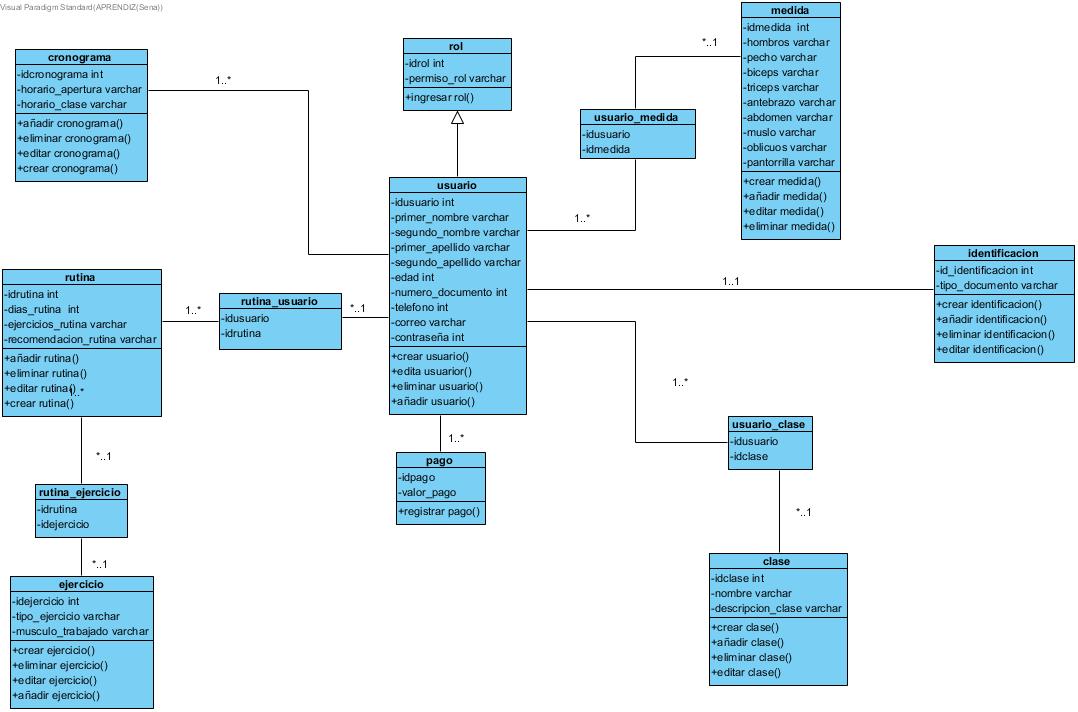 Visual Paradigm Standard(APRENDIZ(Sena))
cronograma
-idcronograma int
-horario_apertura varchar
-horario_clase varchar
+añadir cronograma()
+eliminar cronograma()
+editar cronograma()
+crear cronograma()
1..*
rol
-idrol int
-permiso_rol varchar
+ingresar rol()
medida
-idmedida  int
-hombros varchar
-pecho varchar
-biceps varchar
-triceps varchar
-antebrazo varchar
-abdomen varchar
-muslo varchar
-oblicuos varchar
-pantorrilla varchar
+crear medida()
+añadir medida()
+editar medida()
+eliminar medida()
*..1
usuario_medida
-idusuario
-idmedida
1..*
usuario
-idusuario int
-primer_nombre varchar
-segundo_nombre varchar
-primer_apellido varchar
-segundo_apellido varchar
-edad int
-numero_documento int
-telefono int
-correo varchar
-contraseña int
+crear usuario()
+edita usuarior()
+eliminar usuario()
+añadir usuario()
1..1
identificacion
-id_identificacion int
-tipo_documento varchar
+crear identificacion()
+añadir identificacion()
+eliminar identificacion()
+editar identificacion()
rutina
-idrutina int
-dias_rutina  int
-ejercicios_rutina varchar
-recomendacion_rutina varchar
+añadir rutina()
+eliminar rutina()
+editar rutina()
1..*
+crear rutina()
1..*
rutina_usuario
-idusuario
-idrutina
*..1
1..*
usuario_clase
-idusuario
-idclase
*..1
1..*
pago
-idpago
-valor_pago
+registrar pago()
*..1
rutina_ejercicio
-idrutina
-idejercicio
*..1
ejercicio
-idejercicio int
-tipo_ejercicio varchar
-musculo_trabajado varchar
+crear ejercicio()
+eliminar ejercicio()
+editar ejercicio()
+añadir ejercicio()
clase
-idclase int
-nombre varchar
-descripcion_clase varchar
+crear clase()
+añadir clase()
+eliminar clase()
+editar clase()